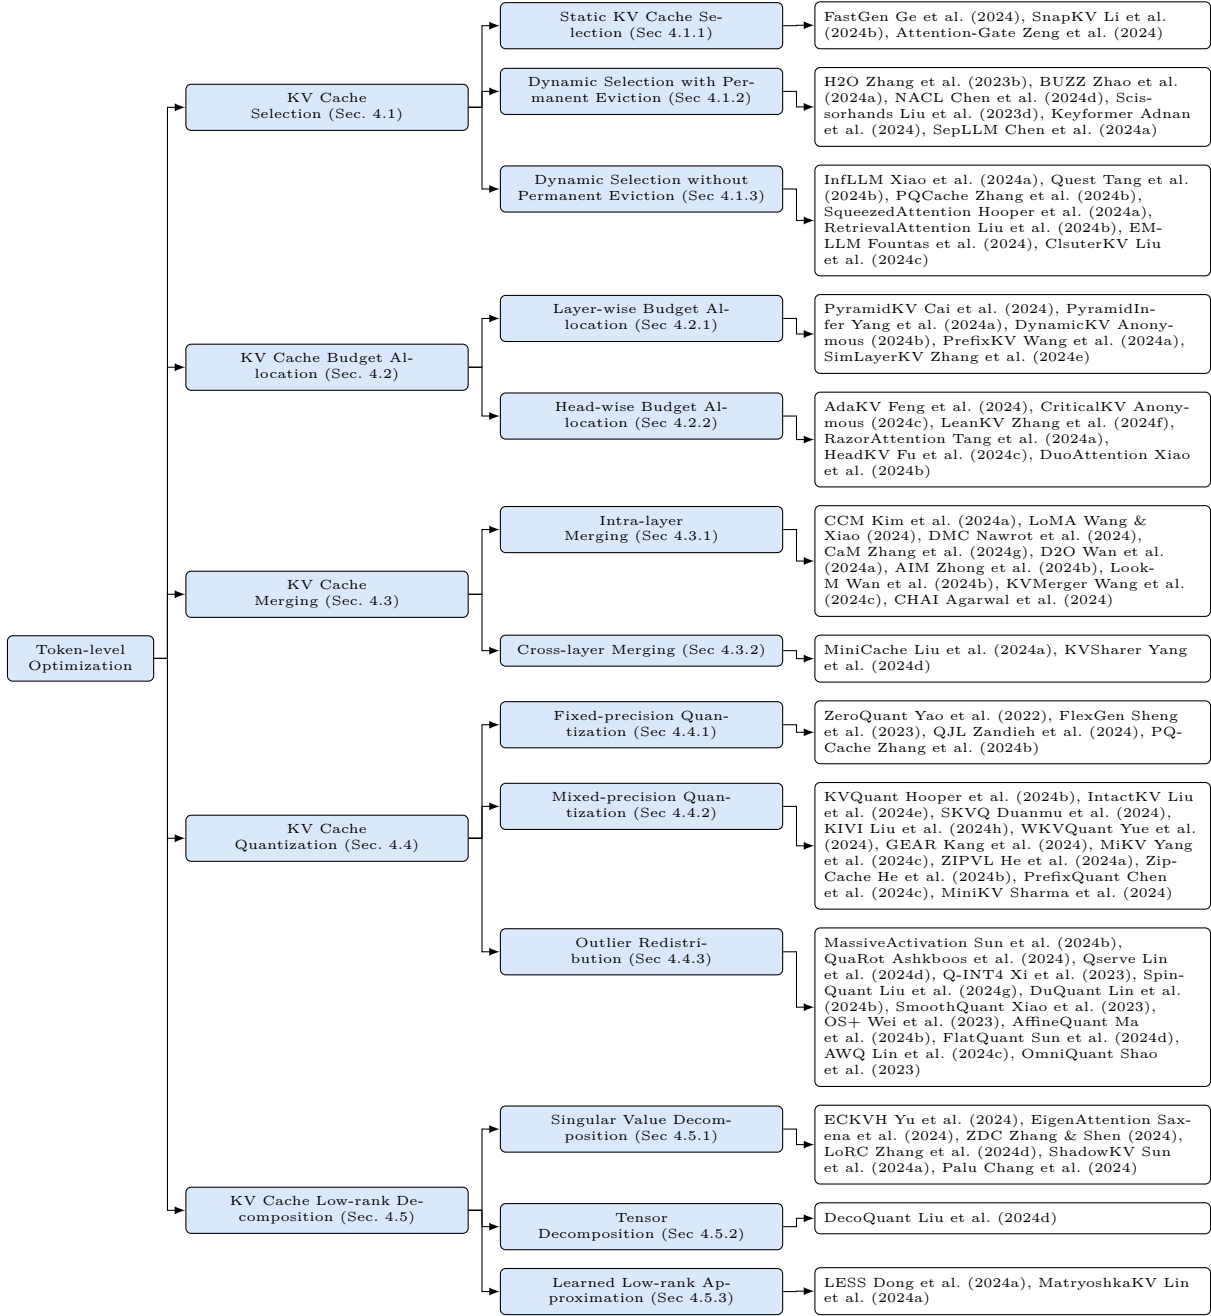 Token-level
Optimization
KV Cache
Selection (Sec. 4.1)
Static KV Cache Se-
lection (Sec 4.1.1)
FastGen Ge et al. (2024), SnapKV Li et al.
(2024b), Attention-Gate Zeng et al. (2024)
Dynamic Selection with Per-
manent Eviction (Sec 4.1.2)
H2O Zhang et al. (2023b), BUZZ Zhao et al.
(2024a), NACL Chen et al. (2024d), Scis-
sorhands Liu et al. (2023d), Keyformer Adnan
et al. (2024), SepLLM Chen et al. (2024a)
Dynamic Selection without
Permanent Eviction (Sec 4.1.3)
InfLLM Xiao et al. (2024a), Quest Tang et al.
(2024b), PQCache Zhang et al. (2024b),
SqueezedAttention Hooper et al. (2024a),
RetrievalAttention Liu et al. (2024b), EM-
LLM Fountas et al. (2024), ClsuterKV Liu
et al. (2024c)
KV Cache Budget Al-
location (Sec. 4.2)
Layer-wise Budget Al-
location (Sec 4.2.1)
PyramidKV Cai et al. (2024), PyramidIn-
fer Yang et al. (2024a), DynamicKV Anony-
mous (2024b), PrefixKV Wang et al. (2024a),
SimLayerKV Zhang et al. (2024e)
Head-wise Budget Al-
location (Sec 4.2.2)
AdaKV Feng et al. (2024), CriticalKV Anony-
mous (2024c), LeanKV Zhang et al. (2024f),
RazorAttention Tang et al. (2024a),
HeadKV Fu et al. (2024c), DuoAttention Xiao
et al. (2024b)
KV Cache
Merging (Sec. 4.3)
Intra-layer
Merging (Sec 4.3.1)
CCM Kim et al. (2024a), LoMA Wang &
Xiao (2024), DMC Nawrot et al. (2024),
CaM Zhang et al. (2024g), D2O Wan et al.
(2024a), AIM Zhong et al. (2024b), Look-
M Wan et al. (2024b), KVMerger Wang et al.
(2024c), CHAI Agarwal et al. (2024)
Cross-layer Merging (Sec 4.3.2)
MiniCache Liu et al. (2024a), KVSharer Yang
et al. (2024d)
KV Cache
Quantization (Sec. 4.4)
Fixed-precision Quan-
tization (Sec 4.4.1)
ZeroQuant Yao et al. (2022), FlexGen Sheng
et al. (2023), QJL Zandieh et al. (2024), PQ-
Cache Zhang et al. (2024b)
Mixed-precision Quan-
tization (Sec 4.4.2)
KVQuant Hooper et al. (2024b), IntactKV Liu
et al. (2024e), SKVQ Duanmu et al. (2024),
KIVI Liu et al. (2024h), WKVQuant Yue et al.
(2024), GEAR Kang et al. (2024), MiKV Yang
et al. (2024c), ZIPVL He et al. (2024a), Zip-
Cache He et al. (2024b), PrefixQuant Chen
et al. (2024c), MiniKV Sharma et al. (2024)
Outlier Redistri-
bution (Sec 4.4.3)
MassiveActivation Sun et al. (2024b),
QuaRot Ashkboos et al. (2024), Qserve Lin
et al. (2024d), Q-INT4 Xi et al. (2023), Spin-
Quant Liu et al. (2024g), DuQuant Lin et al.
(2024b), SmoothQuant Xiao et al. (2023),
OS+ Wei et al. (2023), AffineQuant Ma
et al. (2024b), FlatQuant Sun et al. (2024d),
AWQ Lin et al. (2024c), OmniQuant Shao
et al. (2023)
KV Cache Low-rank De-
composition (Sec. 4.5)
Singular Value Decom-
position (Sec 4.5.1)
ECKVH Yu et al. (2024), EigenAttention Sax-
ena et al. (2024), ZDC Zhang & Shen (2024),
LoRC Zhang et al. (2024d), ShadowKV Sun
et al. (2024a), Palu Chang et al. (2024)
Tensor
Decomposition (Sec 4.5.2)
DecoQuant Liu et al. (2024d)
Learned Low-rank Ap-
proximation (Sec 4.5.3)
LESS Dong et al. (2024a), MatryoshkaKV Lin
et al. (2024a)